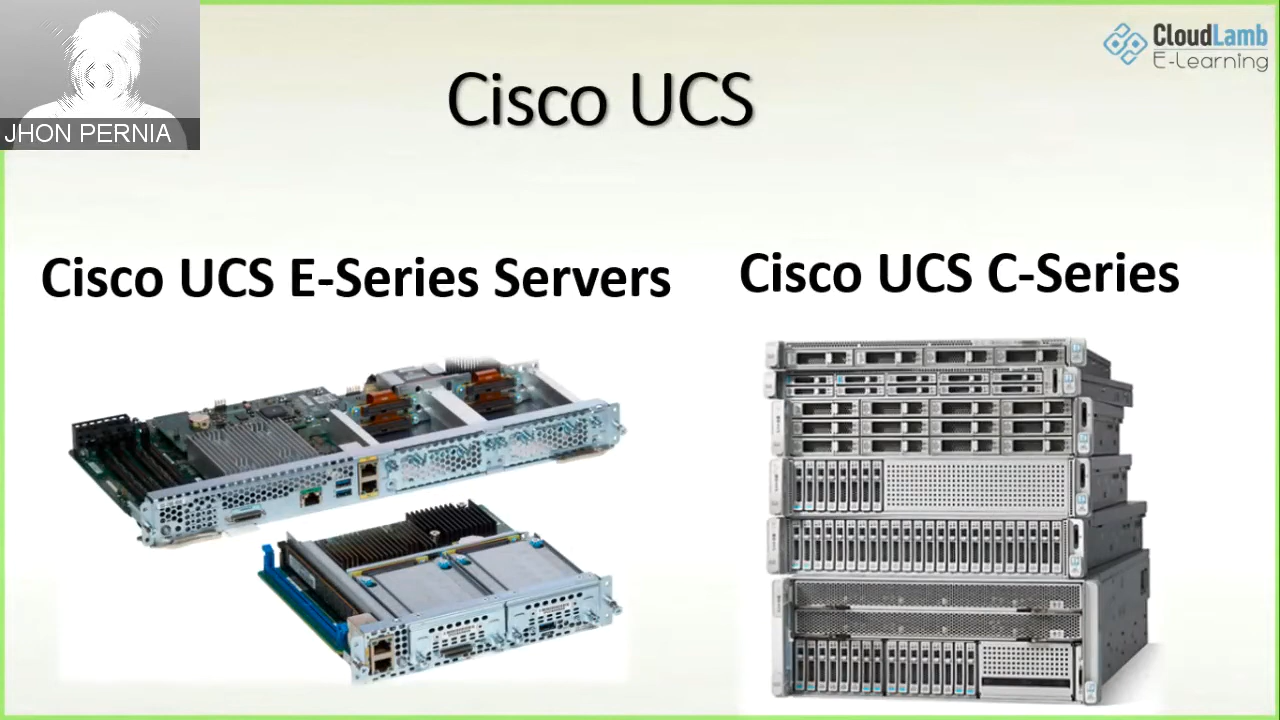 JHON PERNIA
CloudLamb
E-Learning
Cisco UCS
Cisco UCS E-Series Servers
Cisco UCS C-Series